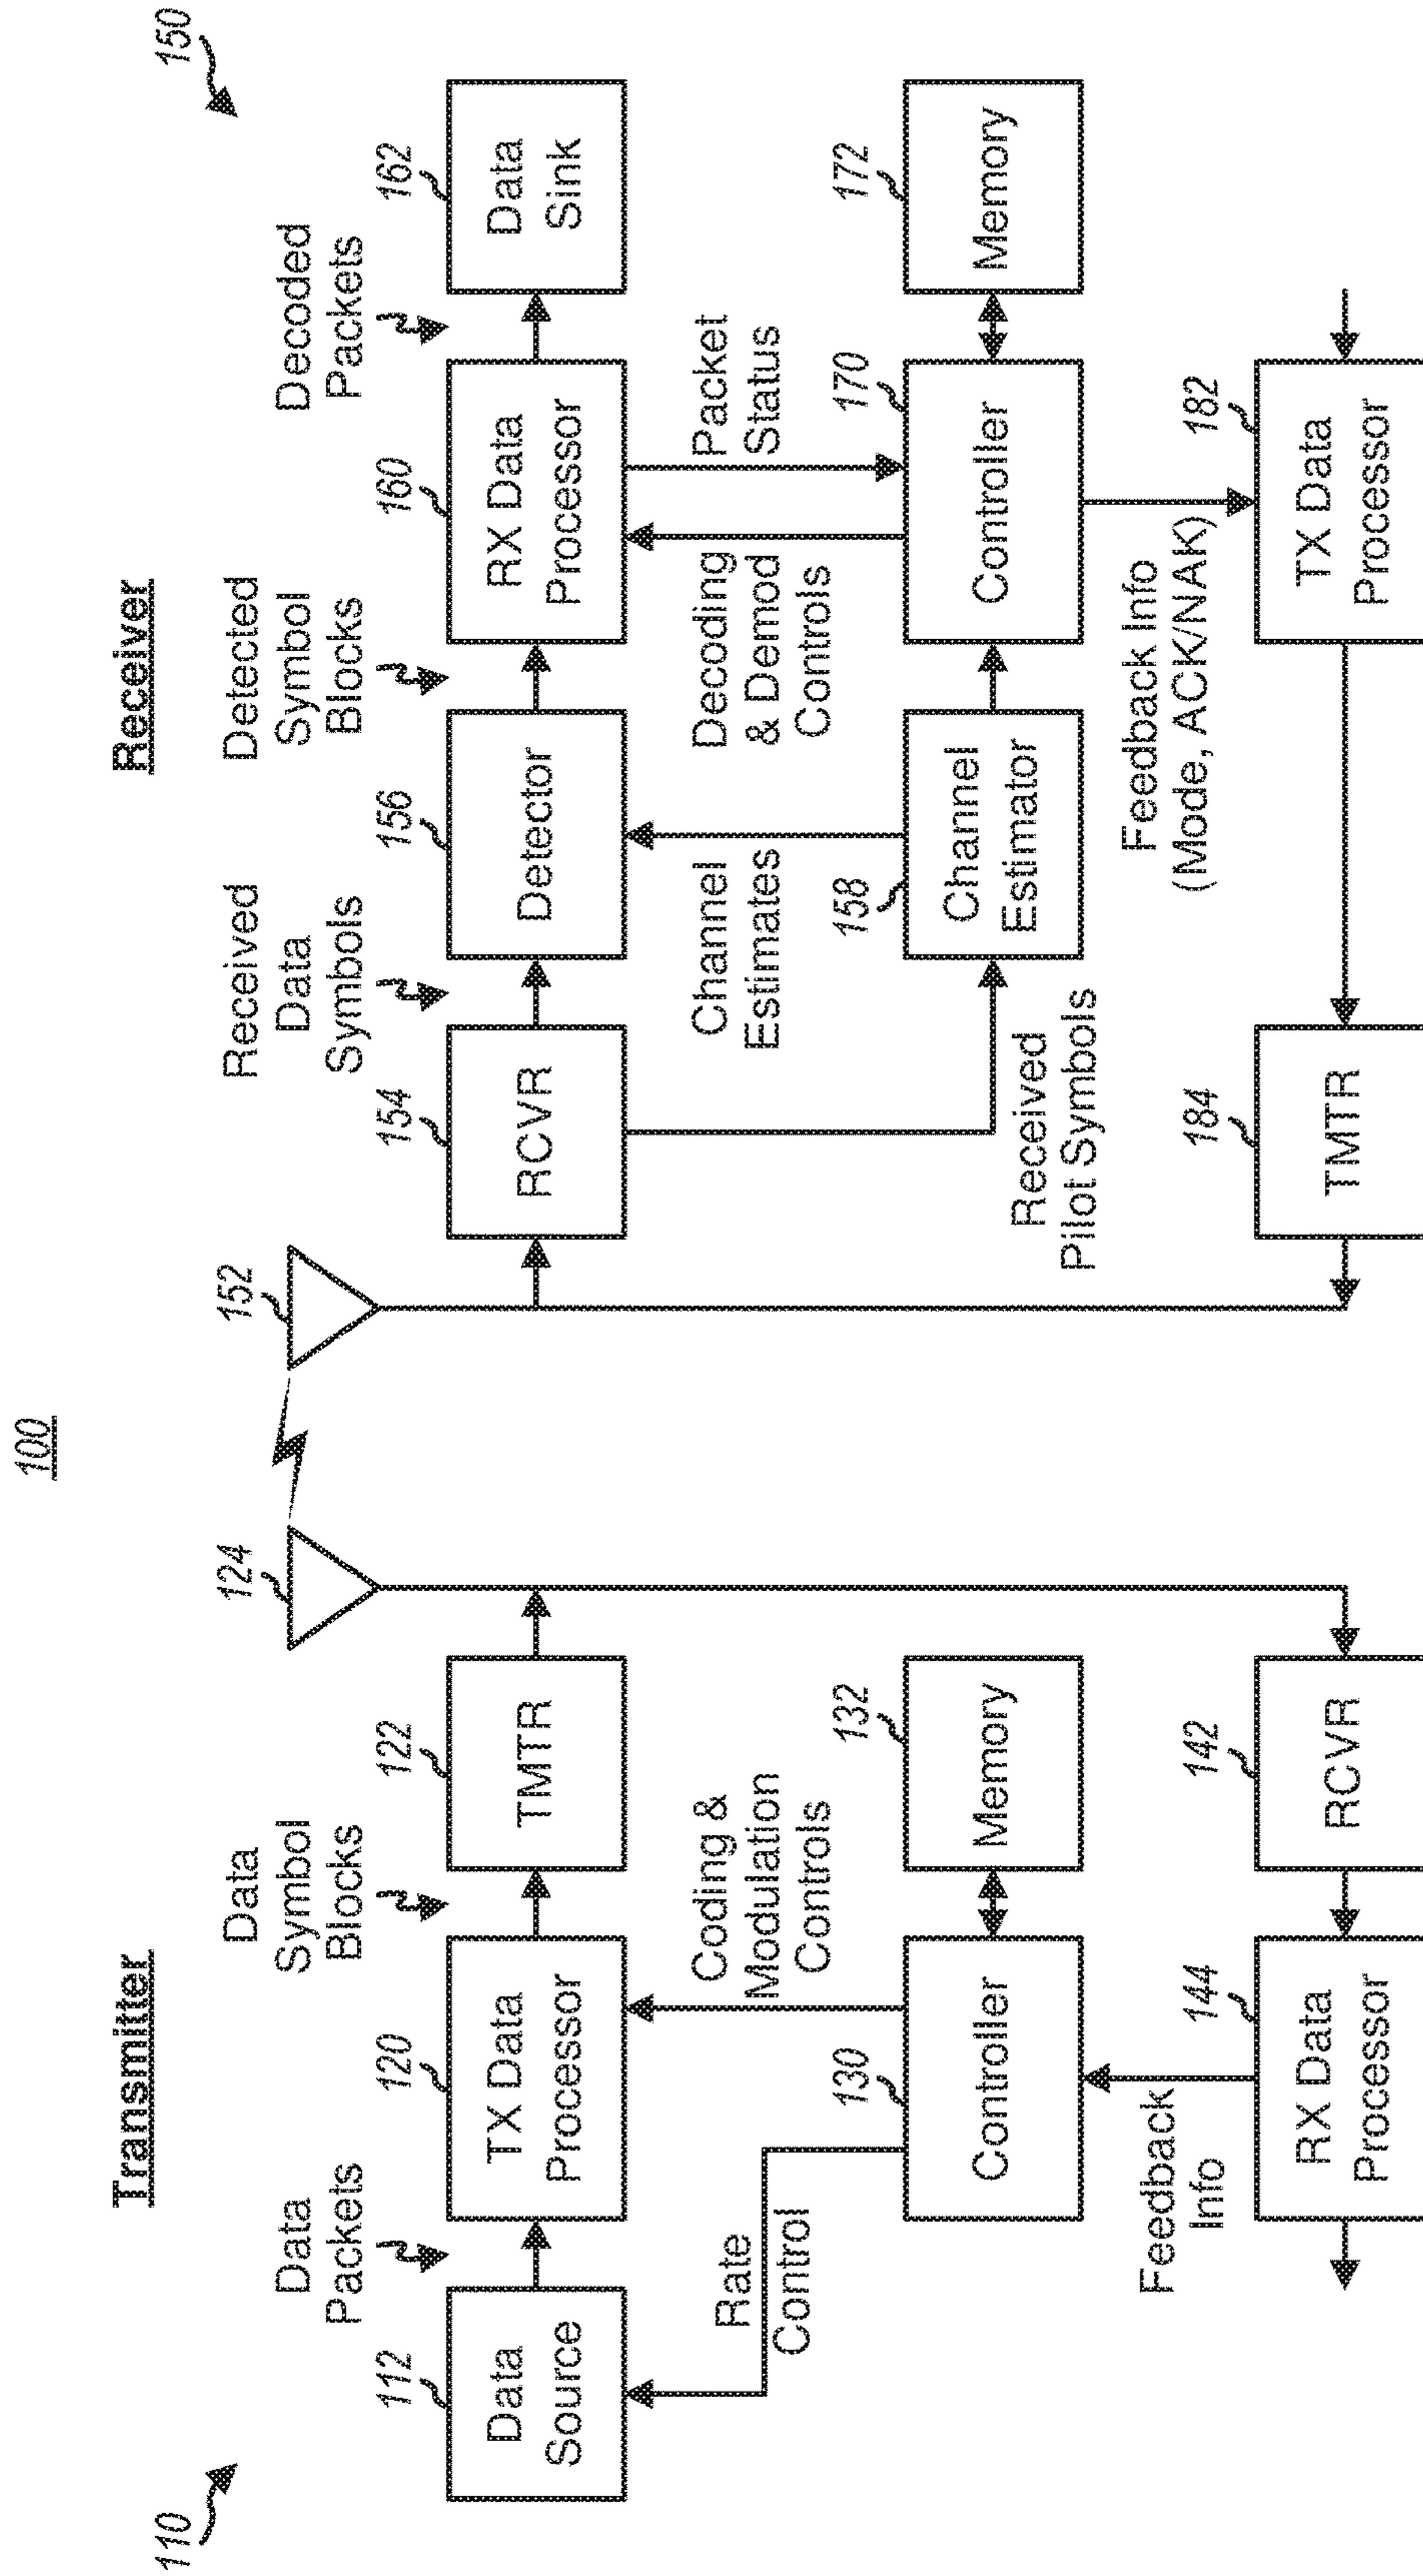 100
Transmitter
Receiver
110
150
124
152
Data
Packets
Data
Symbol
Blocks
Received
Data
Symbols
Detected
Symbol
Blocks
Decoded
Packets
112
120
122
154
156
160
162
Data
Source
TX Data
Processor
TMTR
RCVR
Detector
RX Data
Processor
Data
Sink
Rate
Control
Coding &
Modulation
Controls
Channel
Estimates
Decoding
& Demod
Controls
Packet
Status
130
132
158
170
172
Controller
Memory
Channel
Estimator
Controller
Memory
Received
Pilot Symbols
Feedback
Info
Feedback Info
(Mode, ACK/NAK)
144
142
184
182
RX Data
Processor
RCVR
TMTR
TX Data
Processor